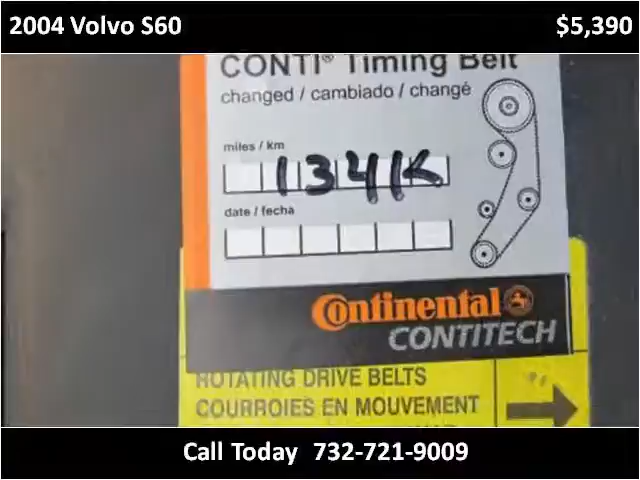 2004 Volvo S60 $5,390
CONTI® Timing Belt
changed / cambiado / changé
miles / km
134K
date / fecha
Continental
CONTITECH
ROTATING DRIVE BELTS
COURROIES EN MOUVEMENT
Call Today 732-721-9009